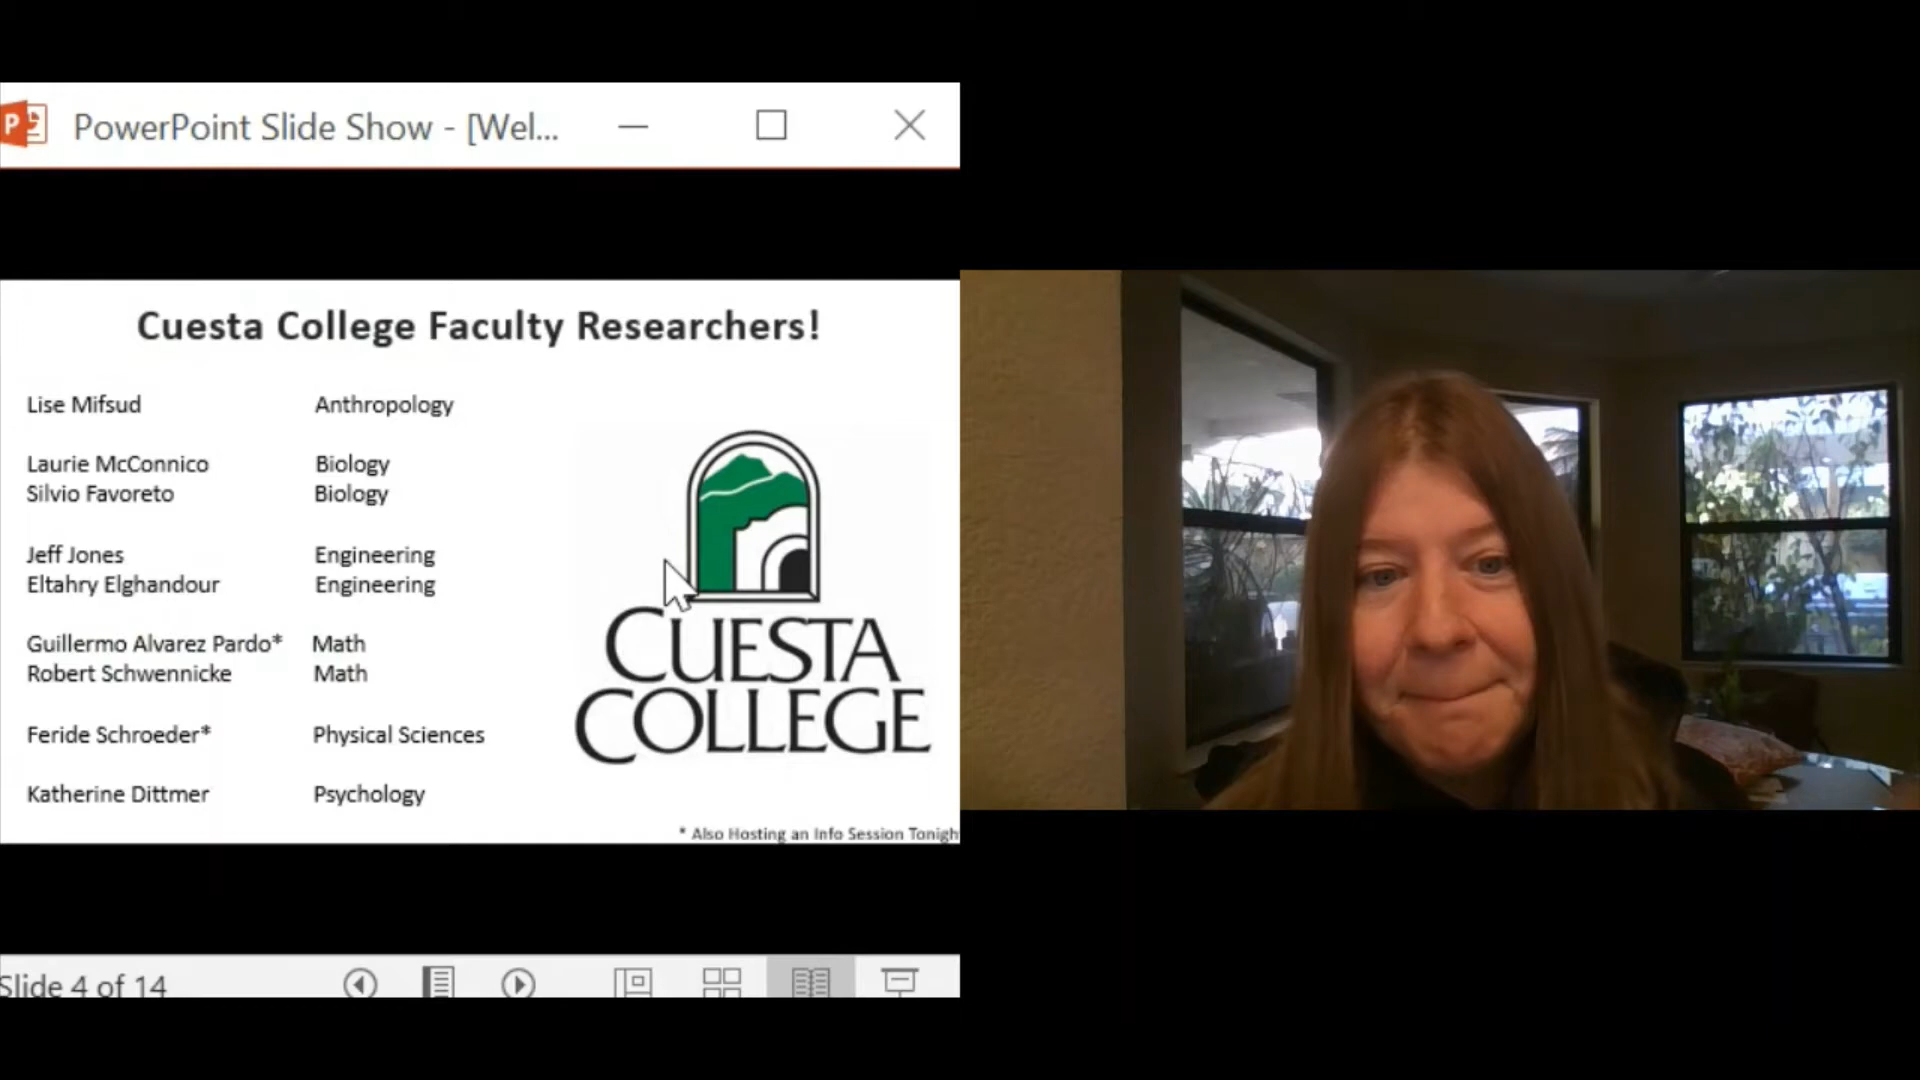 PowerPoint Slide Show - [Wel...
Cuesta College Faculty Researchers!
Lise Mifsud Anthropology
Laurie McConnico Biology
Silvio Favoreto Biology
Jeff Jones Engineering
Eltahry Elghandour Engineering
Guillermo Alvarez Pardo* Math
Robert Schwennicke Math
Feride Schroeder* Physical Sciences
Katherine Dittmer Psychology
CUESTA
COLLEGE
* Also Hosting an Info Session Tonigh
Slide 4 of 14